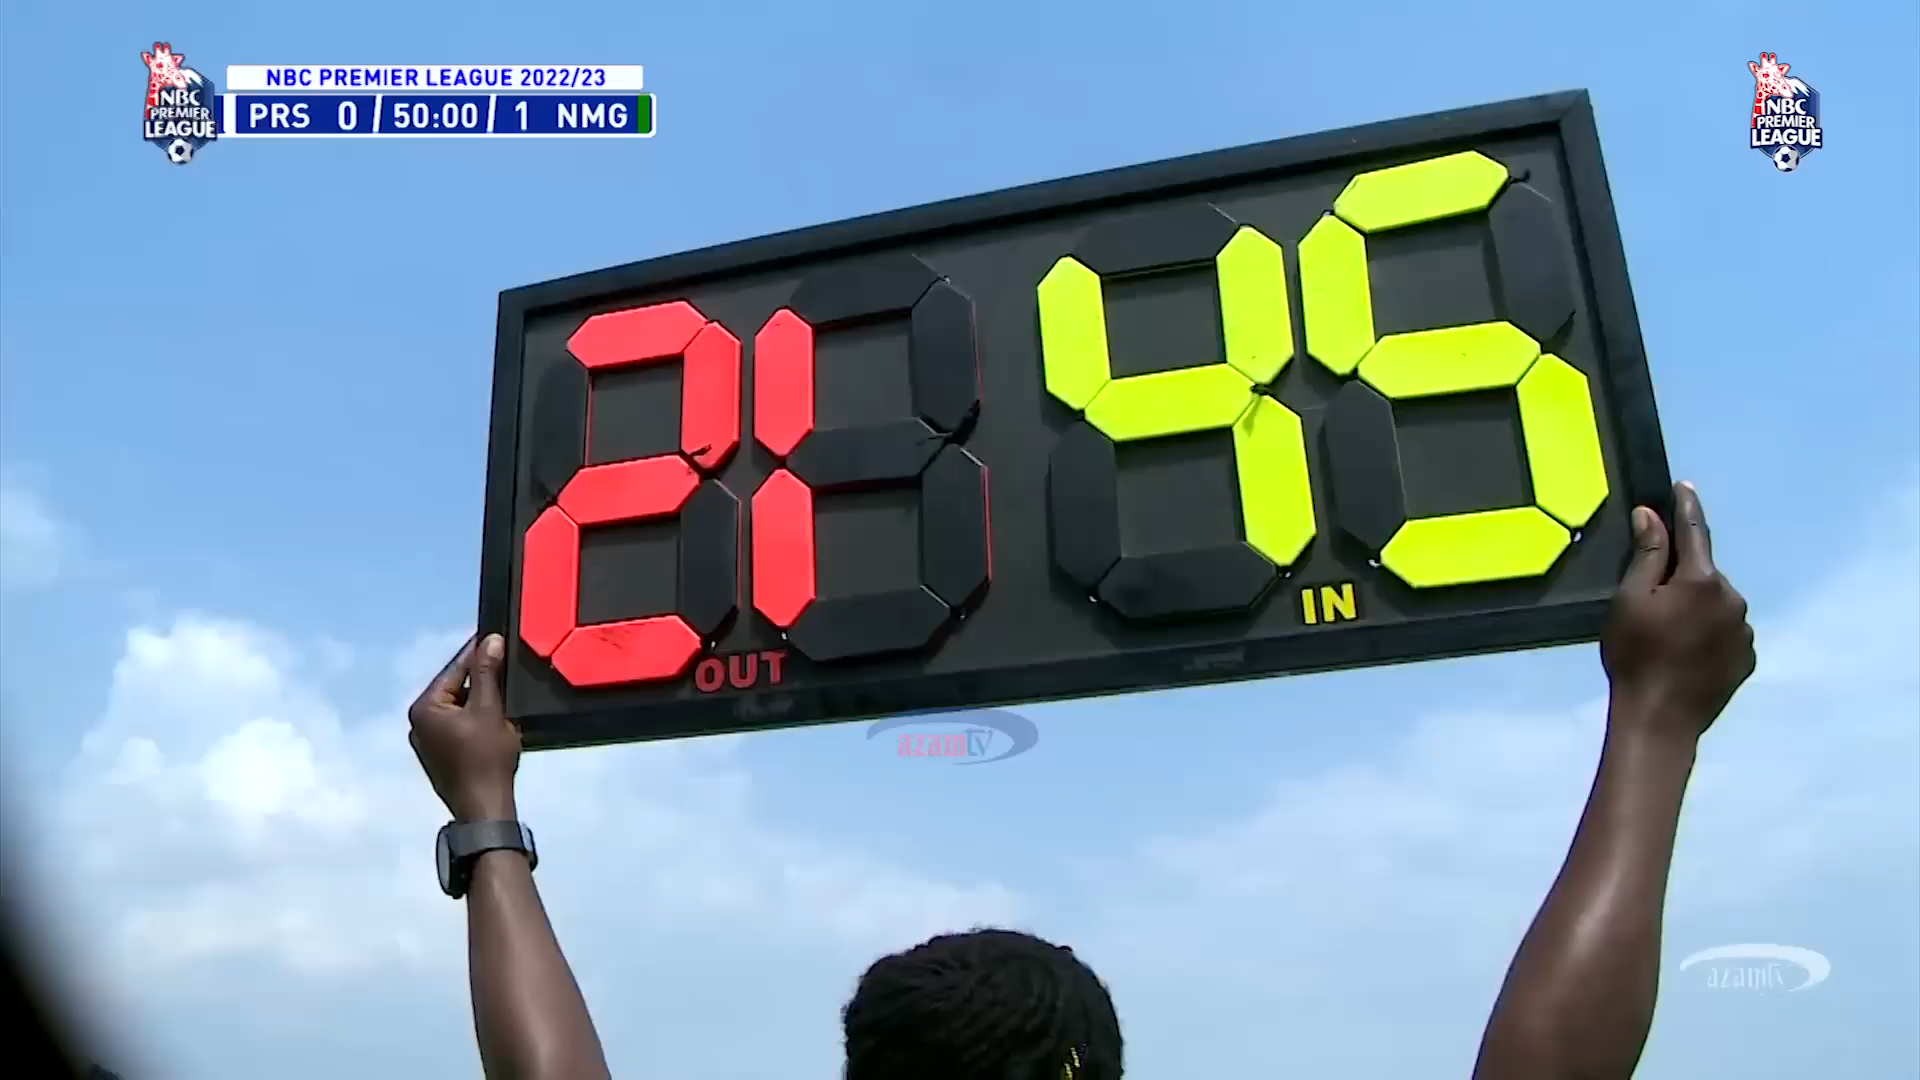 NBC PREMIER LEAGUE 2022/23
PRS 0 / 50:00 / 1 NMG
NBC
PREMIER
LEAGUE
NBC
PREMIER
LEAGUE
21 45
OUT IN
azamtv
azamtv